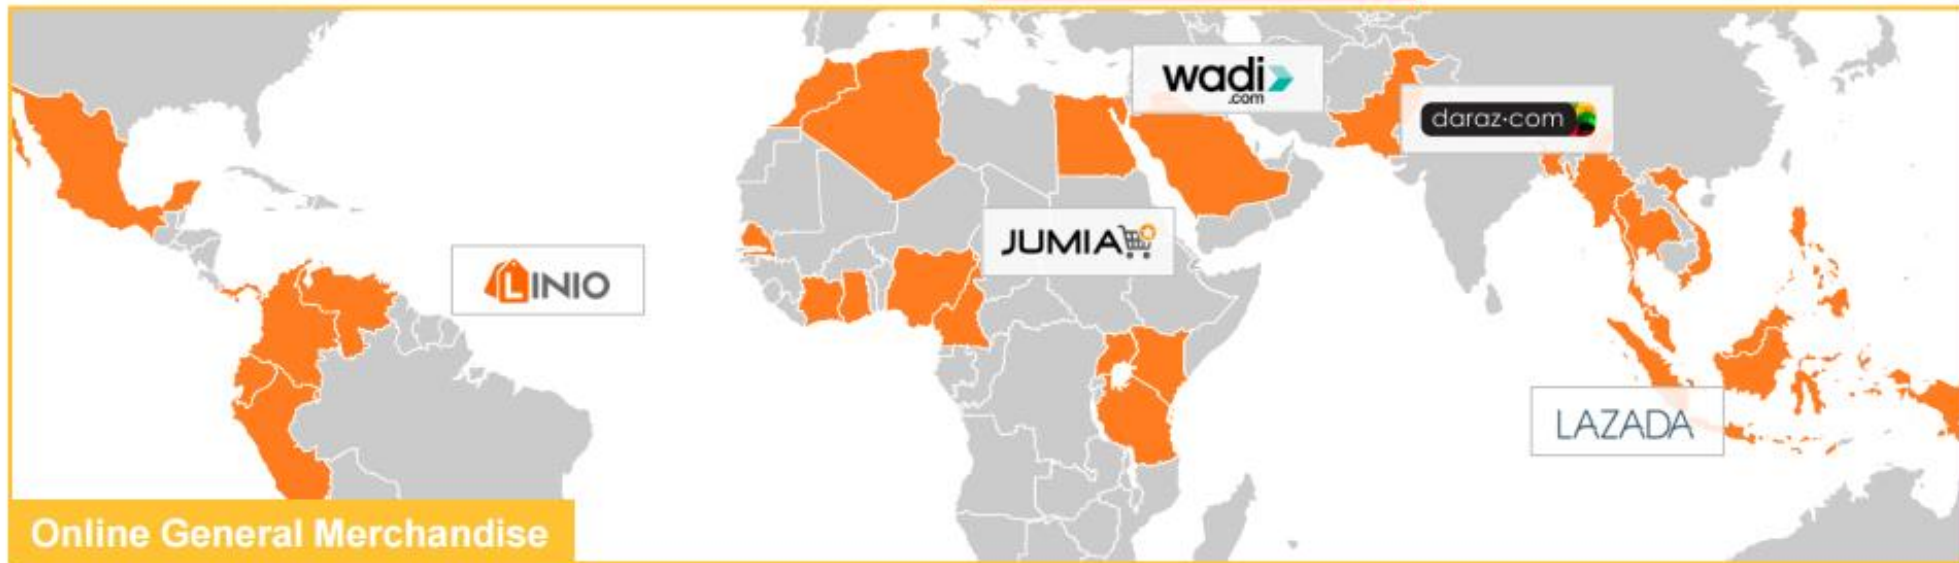 wadi
.com
daraz·com
JUMIA
LINIO
LAZADA
Online General Merchandise